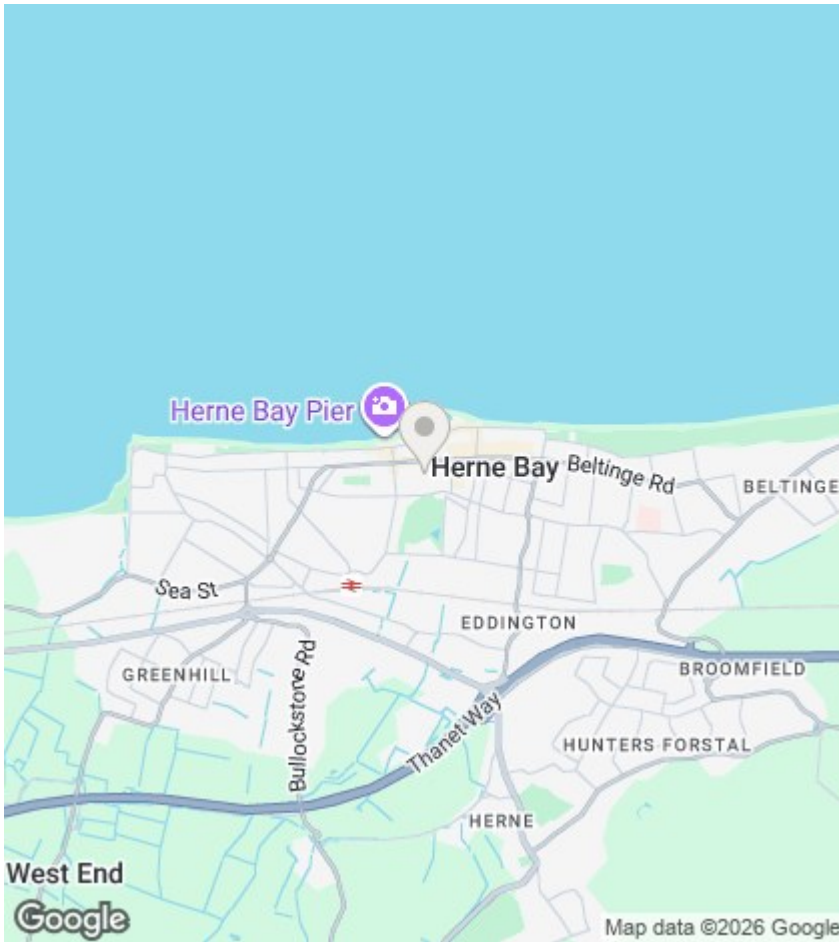 Herne Bay Pier
Herne Bay
Beltinge Rd
BELTINGE
Sea St
EDDINGTON
GREENHILL
Bullockstone Rd
BROOMFIELD
Thanet Way
HUNTERS FORSTAL
HERNE
West End
Google
Map data ©2026 Google